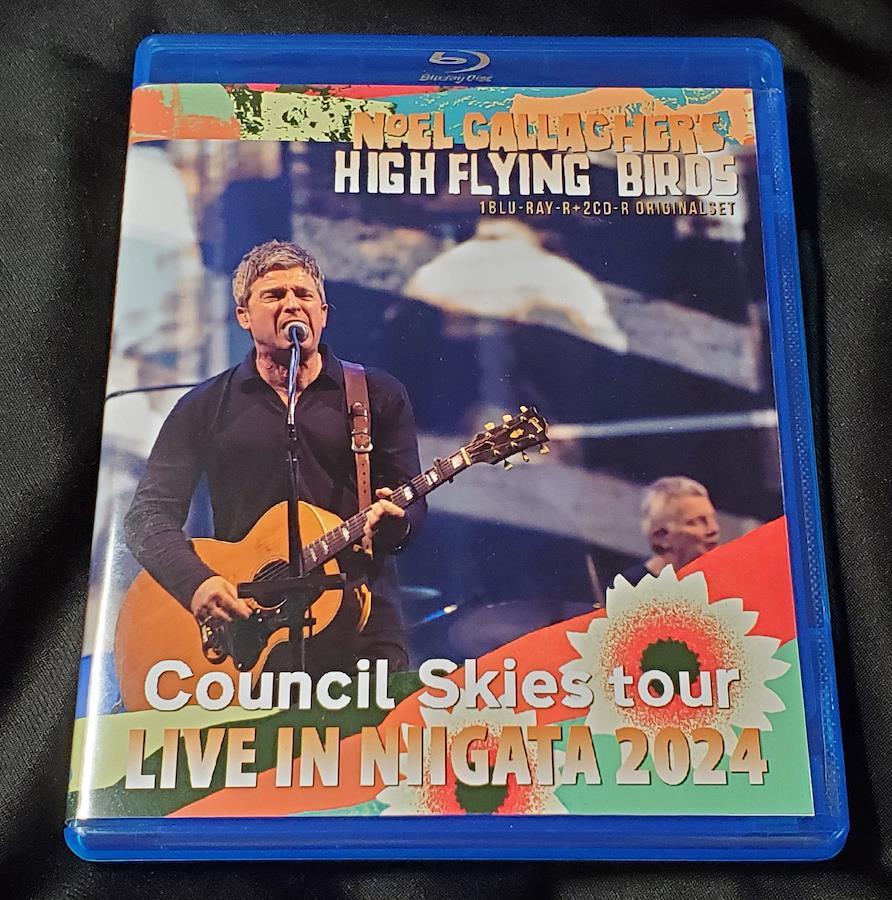 Blu-ray Disc
NOEL GALLAGHER'S
HIGH FLYING BIRDS
1BLU-RAY-R+2CD-R ORIGINALSET
Council Skies tour
LIVE IN NIIGATA 2024